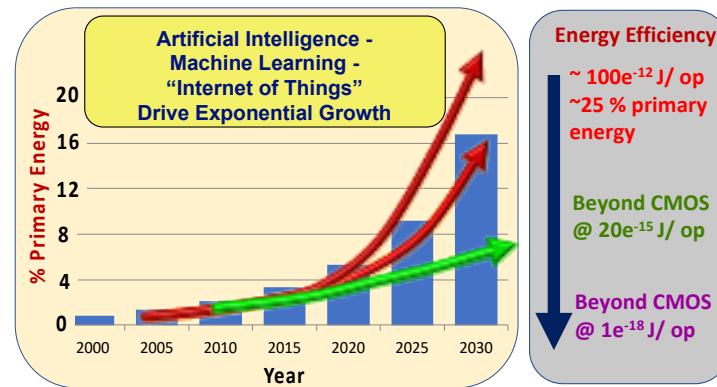 Artificial Intelligence -
Machine Learning -
“Internet of Things”
Drive Exponential Growth
% Primary Energy
20
16
12
8
4
0
2000 2005 2010 2015 2020 2025 2030
Year
Energy Efficiency
~ 100e⁻¹² J/ op
~25 % primary
energy
Beyond CMOS
@ 20e⁻¹⁵ J/ op
Beyond CMOS
@ 1e⁻¹⁸ J/ op